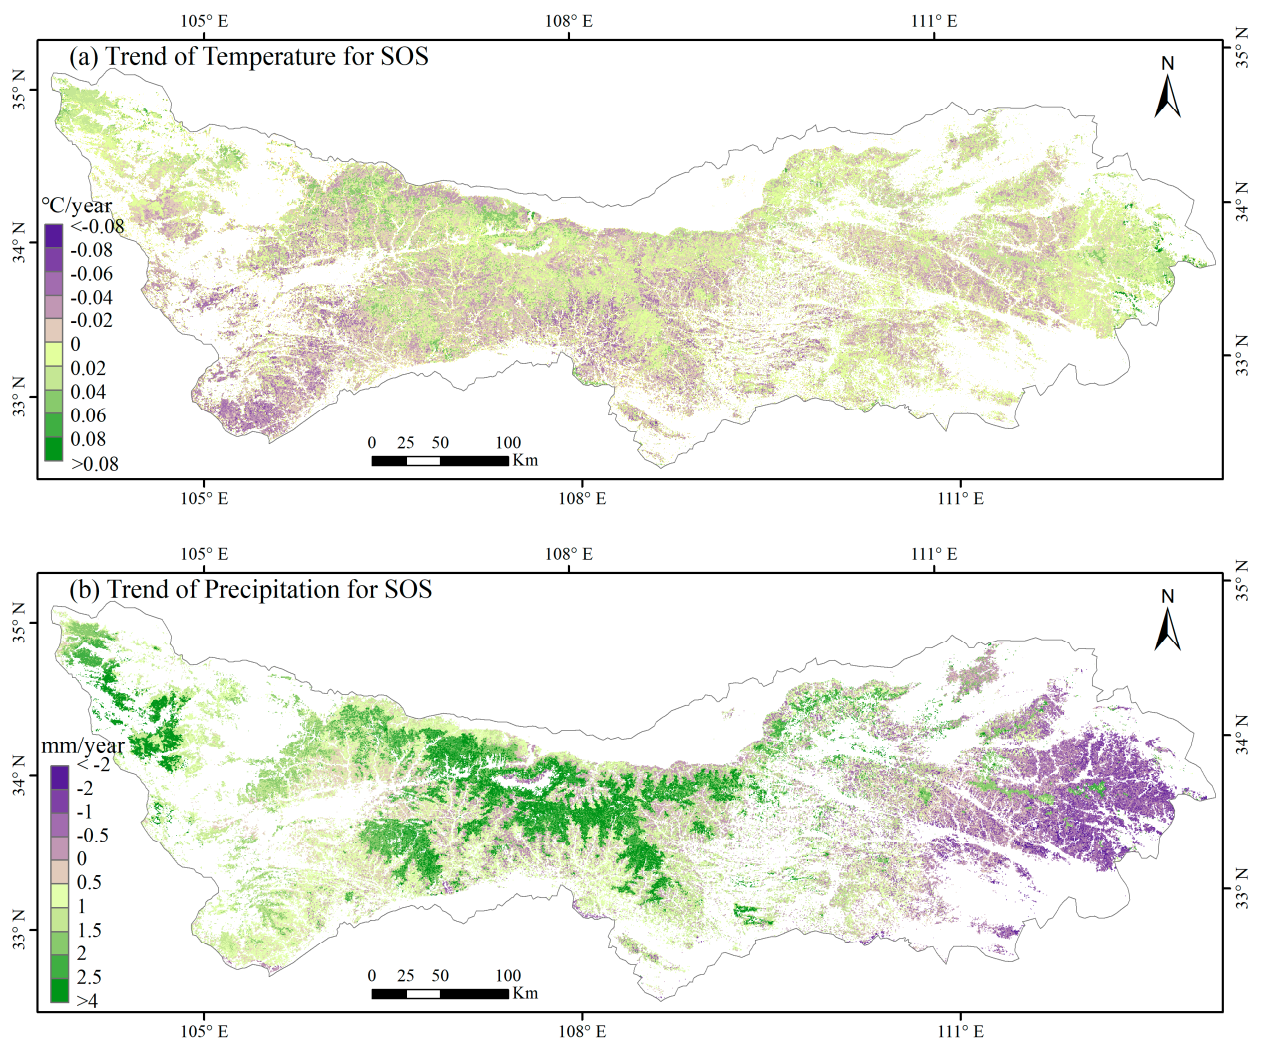 105° E 108° E 111° E
(a) Trend of Temperature for SOS
N
35° N
35° N
34° N
34° N
33° N
33° N
°C/year
<-0.08
-0.08
-0.06
-0.04
-0.02
0
0.02
0.04
0.06
0.08
>0.08
0 25 50 100
Km
105° E 108° E 111° E
105° E 108° E 111° E
(b) Trend of Precipitation for SOS
N
35° N
35° N
34° N
34° N
33° N
33° N
mm/year
< -2
-2
-1
-0.5
0
0.5
1
1.5
2
2.5
>4
0 25 50 100
Km
105° E 108° E 111° E